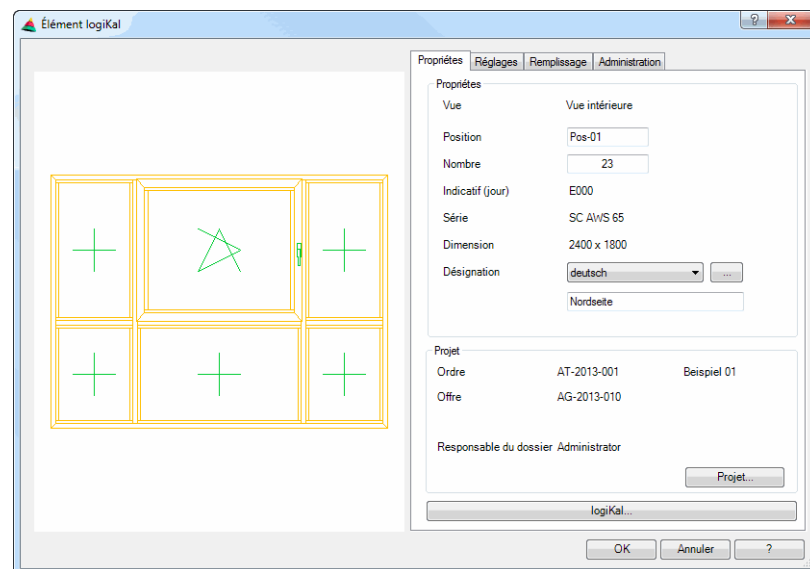 Élément logiKal
?
x
Propriétes Réglages Remplissage Administration
Propriétes
Vue Vue intérieure
Position Pos-01
Nombre 23
Indicatif (jour) E000
Série SC AWS 65
Dimension 2400 x 1800
Désignation deutsch ...
Nordseite
Projet
Ordre AT-2013-001 Beispiel 01
Offre AG-2013-010
Responsable du dossier Administrator
Projet...
logiKal...
OK Annuler ?